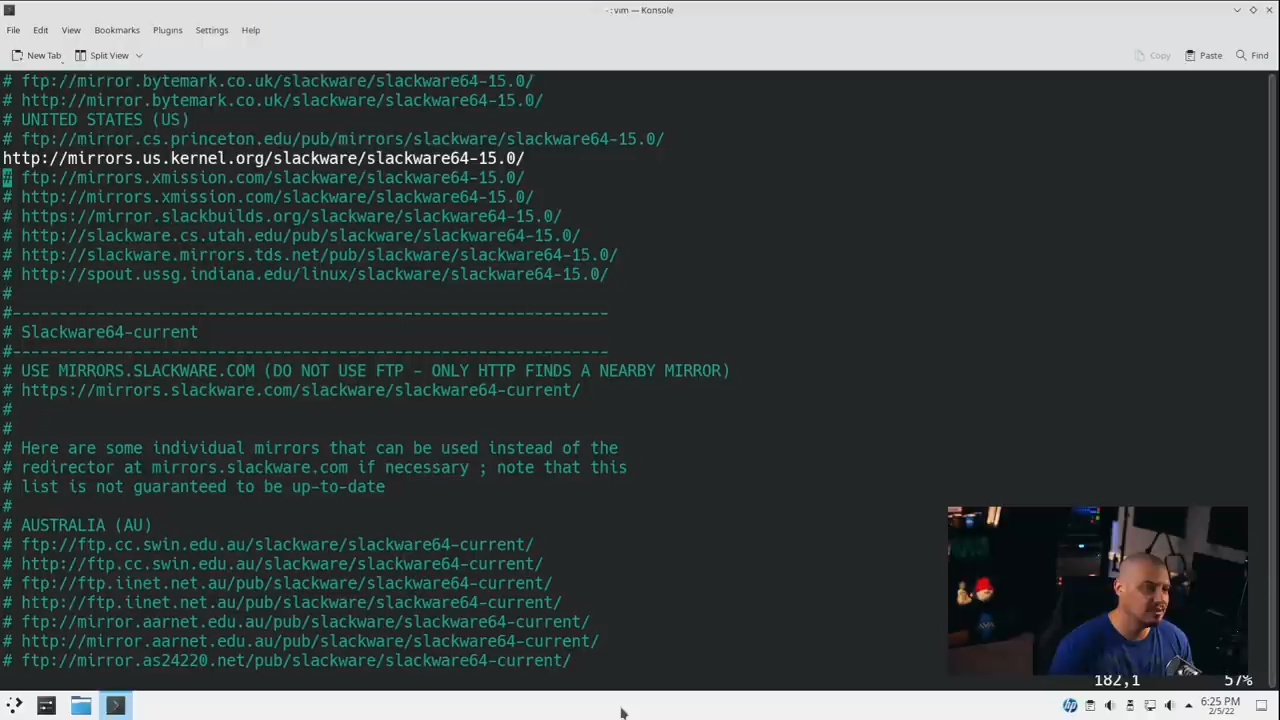 ~ : vim — Konsole
File Edit View Bookmarks Plugins Settings Help
New Tab Split View Copy Paste Find
# ftp://mirror.bytemark.co.uk/slackware/slackware64-15.0/
# http://mirror.bytemark.co.uk/slackware/slackware64-15.0/
# UNITED STATES (US)
# ftp://mirror.cs.princeton.edu/pub/mirrors/slackware/slackware64-15.0/
http://mirrors.us.kernel.org/slackware/slackware64-15.0/
# ftp://mirrors.xmission.com/slackware/slackware64-15.0/
# http://mirrors.xmission.com/slackware/slackware64-15.0/
# https://mirror.slackbuilds.org/slackware/slackware64-15.0/
# http://slackware.cs.utah.edu/pub/slackware/slackware64-15.0/
# http://slackware.mirrors.tds.net/pub/slackware/slackware64-15.0/
# http://spout.ussg.indiana.edu/linux/slackware/slackware64-15.0/
#
#----------------------------------------------------------------
# Slackware64-current
#----------------------------------------------------------------
# USE MIRRORS.SLACKWARE.COM (DO NOT USE FTP - ONLY HTTP FINDS A NEARBY MIRROR)
# https://mirrors.slackware.com/slackware/slackware64-current/
#
#
# Here are some individual mirrors that can be used instead of the
# redirector at mirrors.slackware.com if necessary ; note that this
# list is not guaranteed to be up-to-date
#
# AUSTRALIA (AU)
# ftp://ftp.cc.swin.edu.au/slackware/slackware64-current/
# http://ftp.cc.swin.edu.au/slackware/slackware64-current/
# ftp://ftp.iinet.net.au/pub/slackware/slackware64-current/
# http://ftp.iinet.net.au/pub/slackware/slackware64-current/
# ftp://mirror.aarnet.edu.au/pub/slackware/slackware64-current/
# http://mirror.aarnet.edu.au/pub/slackware/slackware64-current/
# ftp://mirror.as24220.net/pub/slackware/slackware64-current/
182,1 57%
hp 6:25 PM
2/5/22